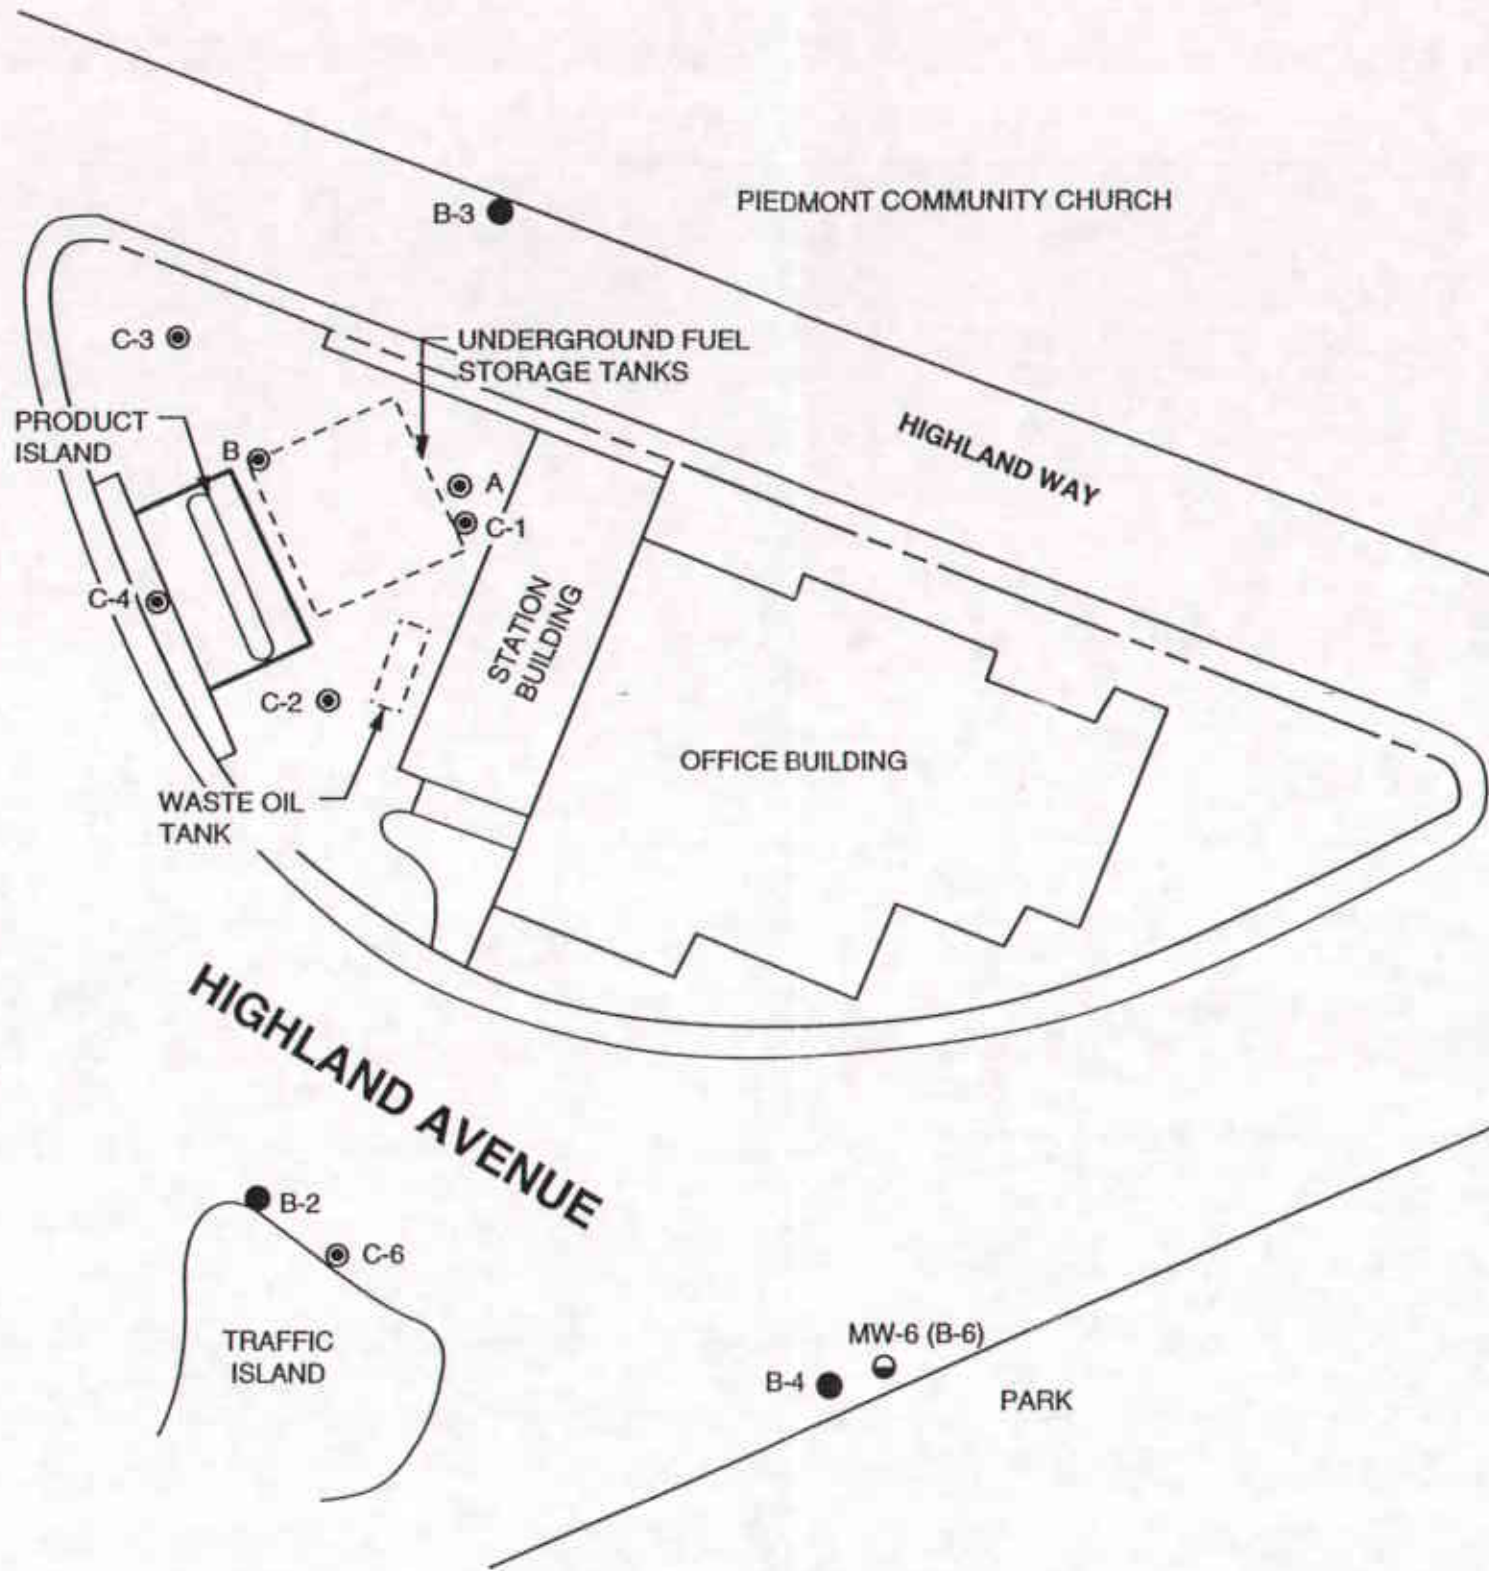 PIEDMONT COMMUNITY CHURCH
B-3
C-3
UNDERGROUND FUEL
STORAGE TANKS
PRODUCT
ISLAND
HIGHLAND WAY
B
A
C-1
C-4
STATION
BUILDING
C-2
OFFICE BUILDING
WASTE OIL
TANK
HIGHLAND AVENUE
B-2
C-6
TRAFFIC
ISLAND
MW-6 (B-6)
B-4
PARK